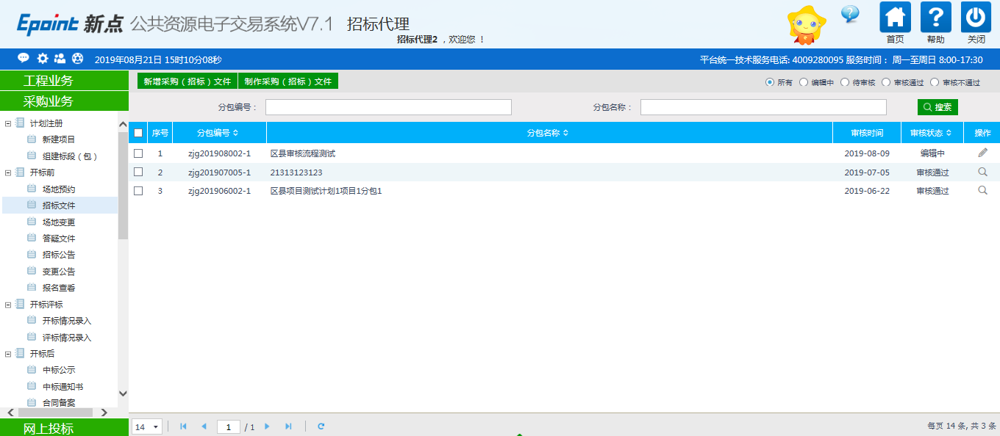 Epoint 新点 公共资源电子交易系统V7.1 招标代理
招标代理2 ，欢迎您 ！
首页 帮助 关闭
2019年08月21日 15时10分08秒 平台统一技术服务电话: 4009280095 服务时间： 周一至周日 8:00-17:30
工程业务
采购业务
计划注册
新建项目
组建标段（包）
开标前
场地预约
招标文件
场地变更
答疑文件
招标公告
变更公告
报名查看
开标评标
开标情况录入
评标情况录入
开标后
中标公示
中标通知书
合同备案
网上投标
新增采购（招标）文件 制作采购（招标）文件 所有 编辑中 待审核 审核通过 审核不通过
分包编号： 分包名称： 搜索
序号 分包编号 分包名称 审核时间 审核状态 操作
1 zjg201908002-1 区县审核流程测试 2019-08-09 编辑中
2 zjg201907005-1 21313123123 2019-07-05 审核通过
3 zjg201906002-1 区县项目测试计划1项目1分包1 2019-06-22 审核通过
14 1 / 1 每页 14 条, 共 3 条